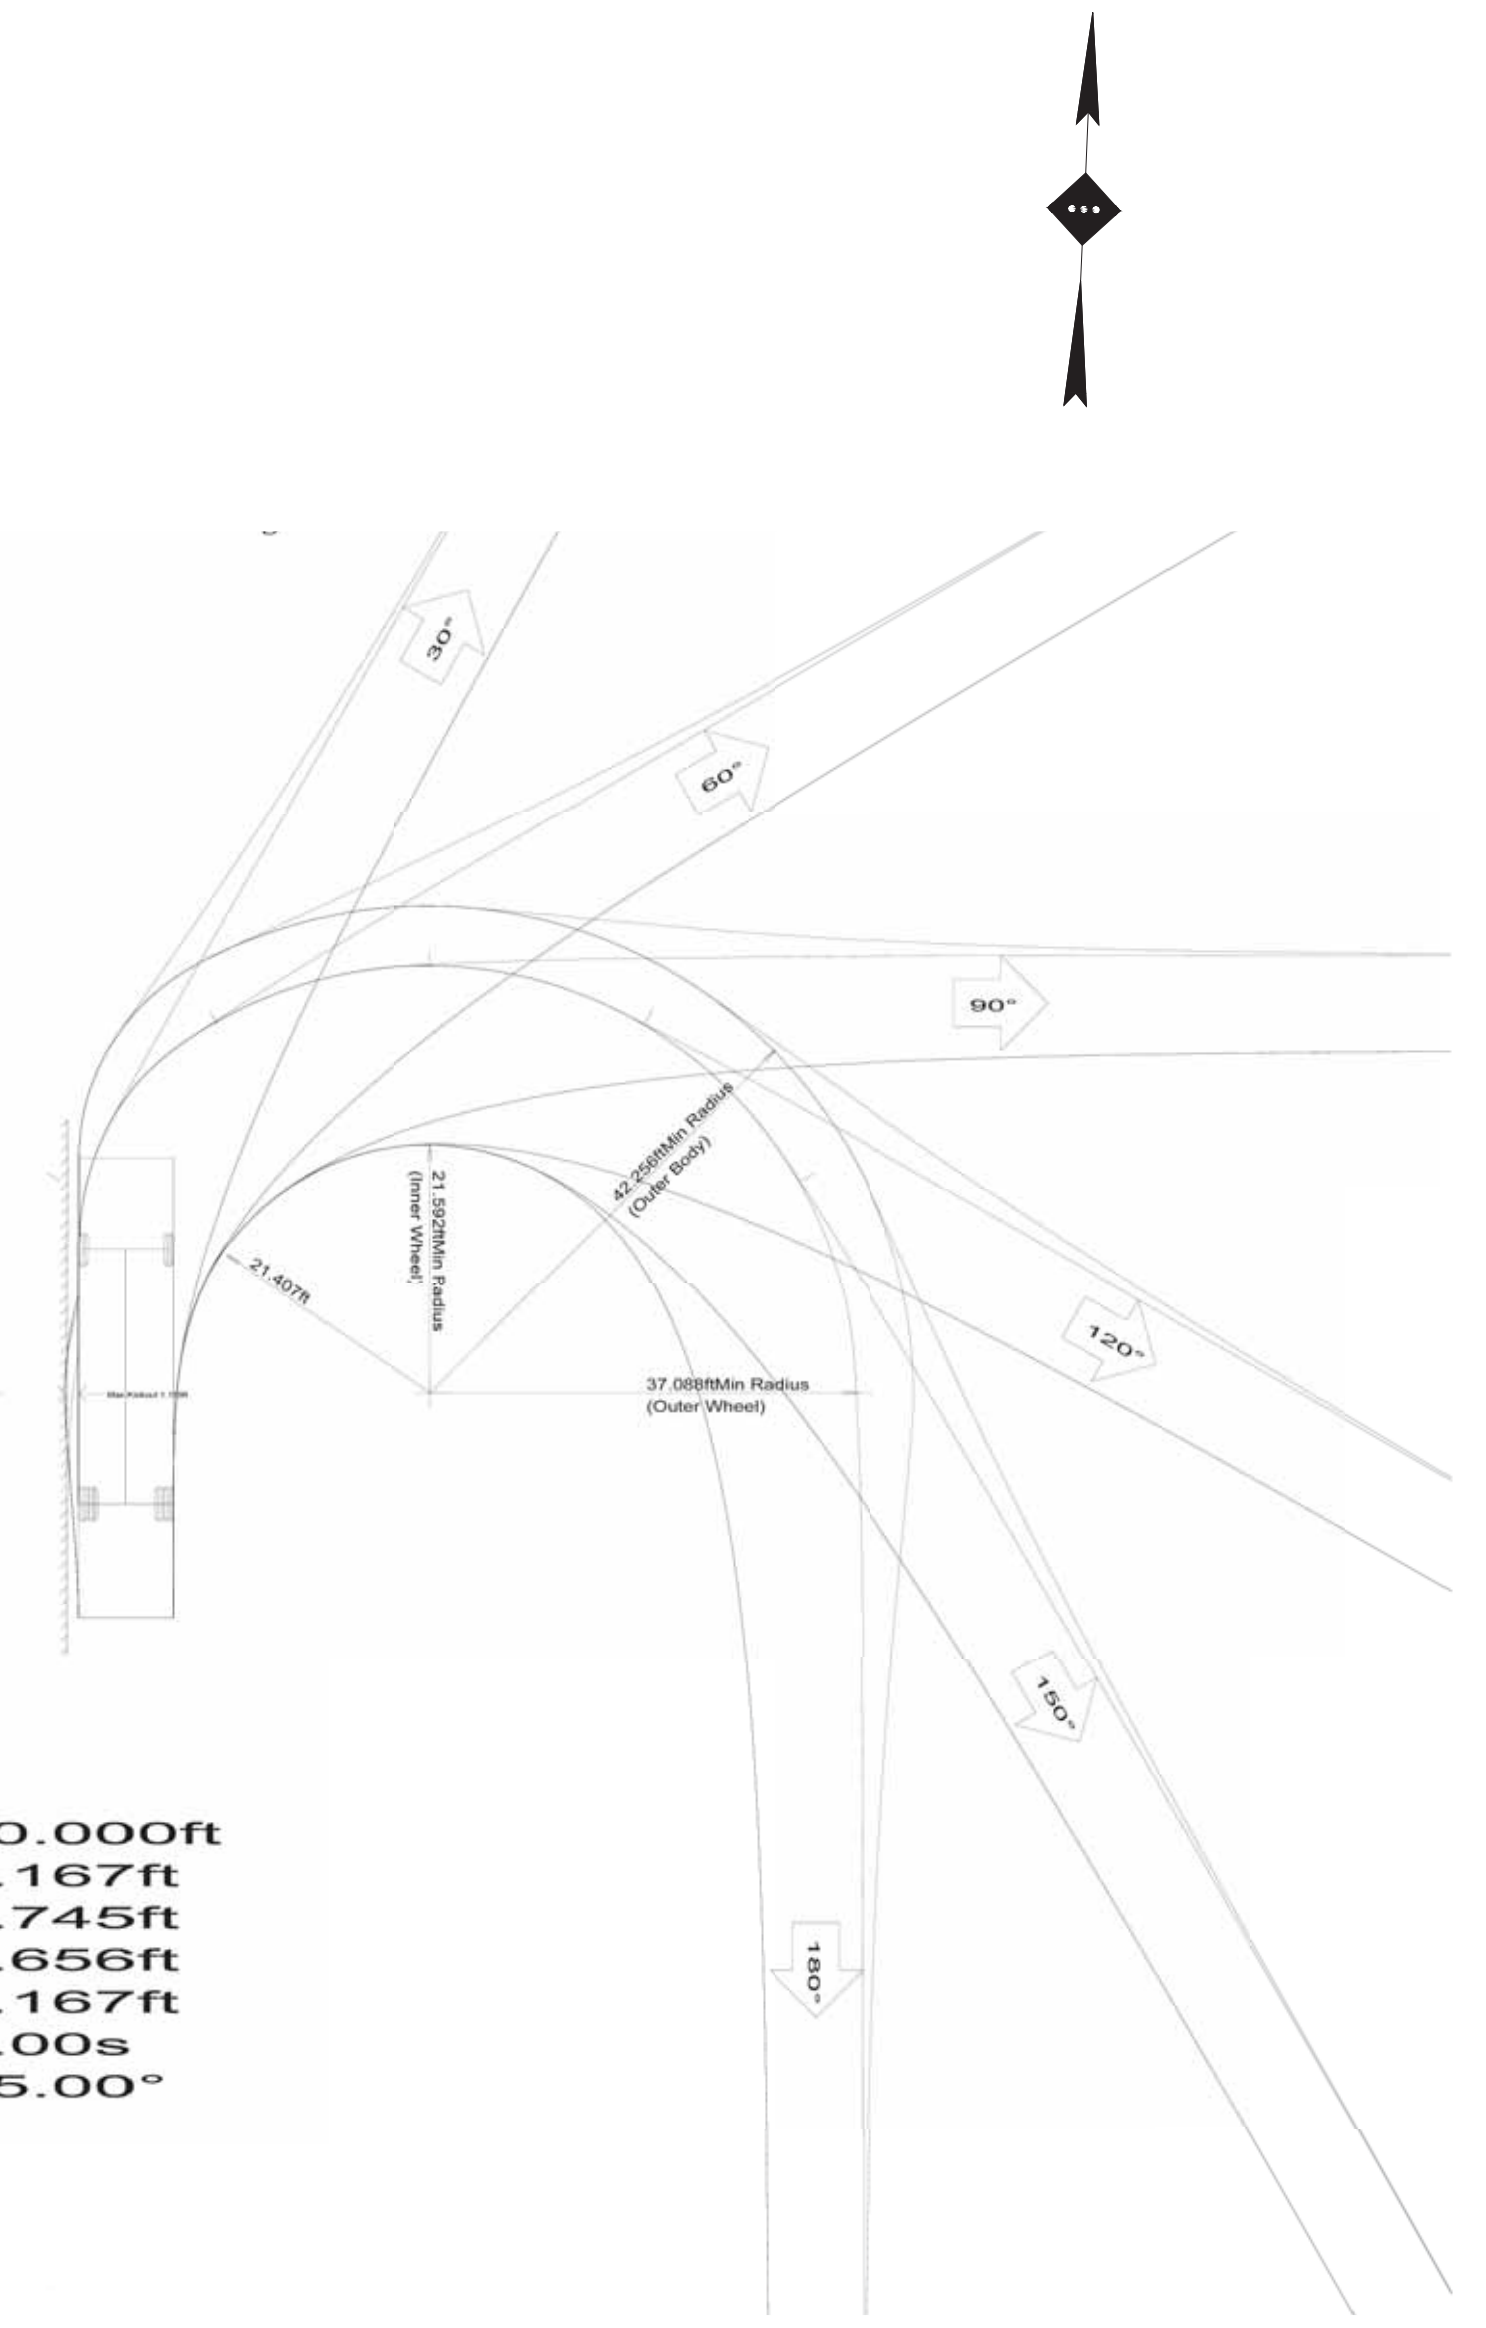 30°
60°
90°
42.256ftMin Radius
(Outer Body)
21.592ftMin Radius
(Inner Wheel)
21.407ft
120°
37.088ftMin Radius
(Outer Wheel)
150°
0.000ft
.167ft
.745ft
.656ft
.167ft
.00s
5.00°
180°